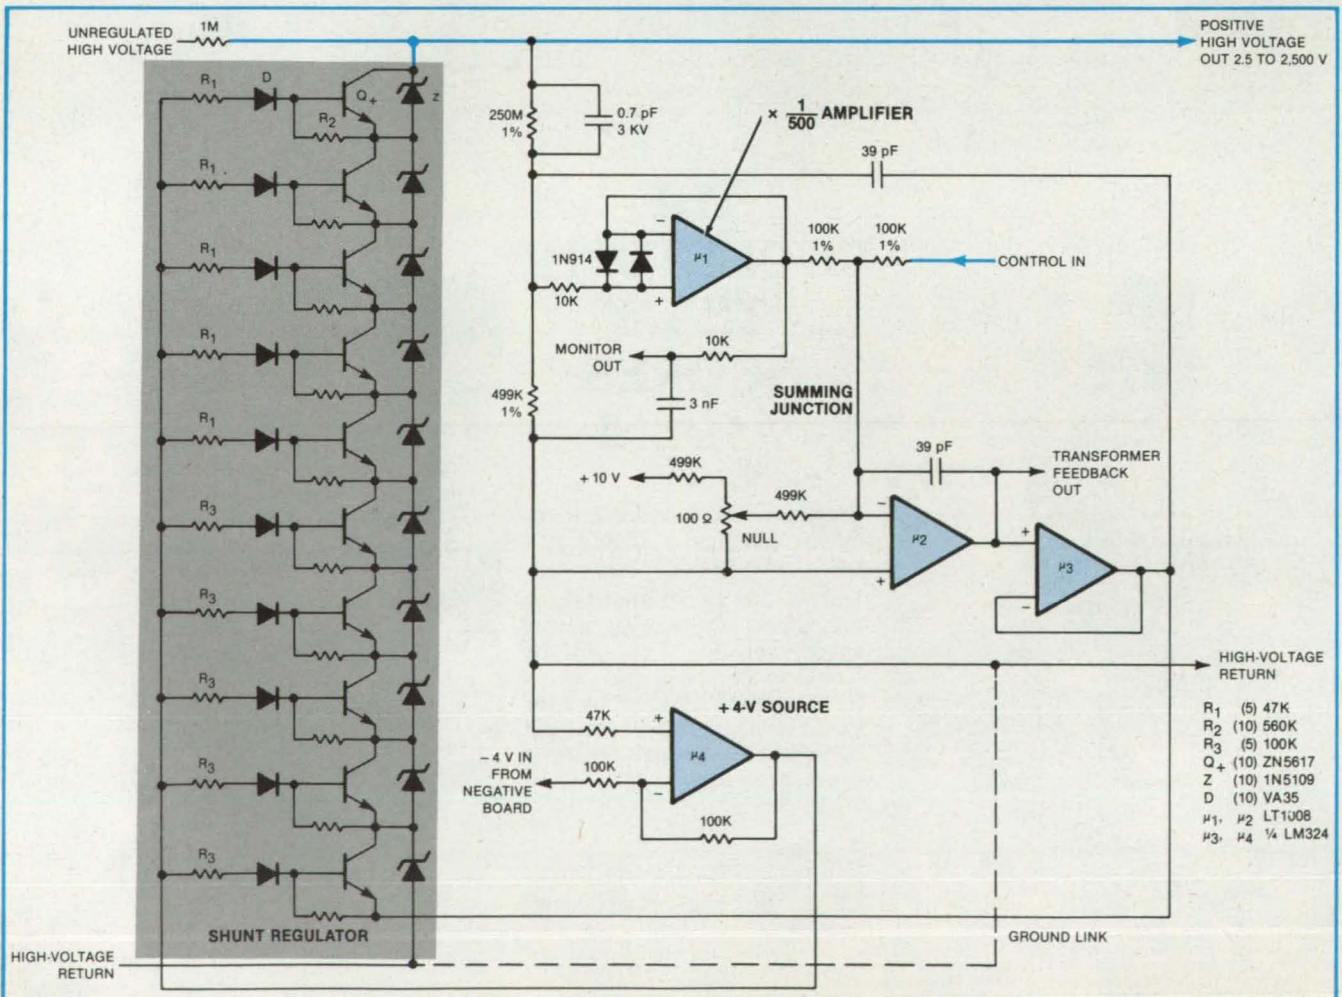 UNREGULATED
HIGH VOLTAGE
1M
POSITIVE
HIGH VOLTAGE
OUT 2.5 TO 2,500 V
R1
D
Q+
Z
R2
250M
1%
0.7 pF
3 KV
× 1/500 AMPLIFIER
39 pF
R1
R1
1N914
−
μ1
+
10K
100K
1%
100K
1%
CONTROL IN
R1
MONITOR
OUT
10K
499K
1%
3 nF
SUMMING
JUNCTION
R1
39 pF
TRANSFORMER
FEEDBACK
OUT
+ 10 V
499K
499K
100 Ω
NULL
−
μ2
+
+
μ3
−
R3
R3
HIGH-VOLTAGE
RETURN
R3
47K
+ 4-V SOURCE
+
μ4
−
− 4 V IN
FROM
NEGATIVE
BOARD
100K
100K
R1 (5) 47K
R2 (10) 560K
R3 (5) 100K
Q+ (10) ZN5617
Z (10) 1N5109
D (10) VA35
μ1, μ2 LT1008
μ3, μ4 ¼ LM324
R3
R3
SHUNT REGULATOR
GROUND LINK
HIGH-VOLTAGE
RETURN